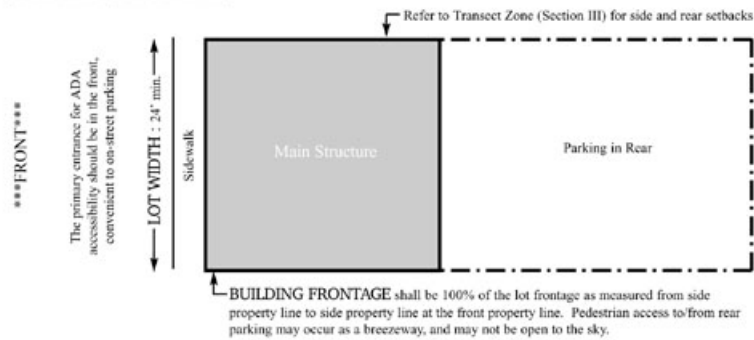 Refer to Transect Zone (Section III) for side and rear setbacks
***FRONT***
The primary entrance for ADA
accessibility should be in the front,
convenient to on-street parking
LOT WIDTH : 24' min.
Sidewalk
Main Structure
Parking in Rear
BUILDING FRONTAGE shall be 100% of the lot frontage as measured from side
property line to side property line at the front property line. Pedestrian access to/from rear
parking may occur as a breezeway, and may not be open to the sky.